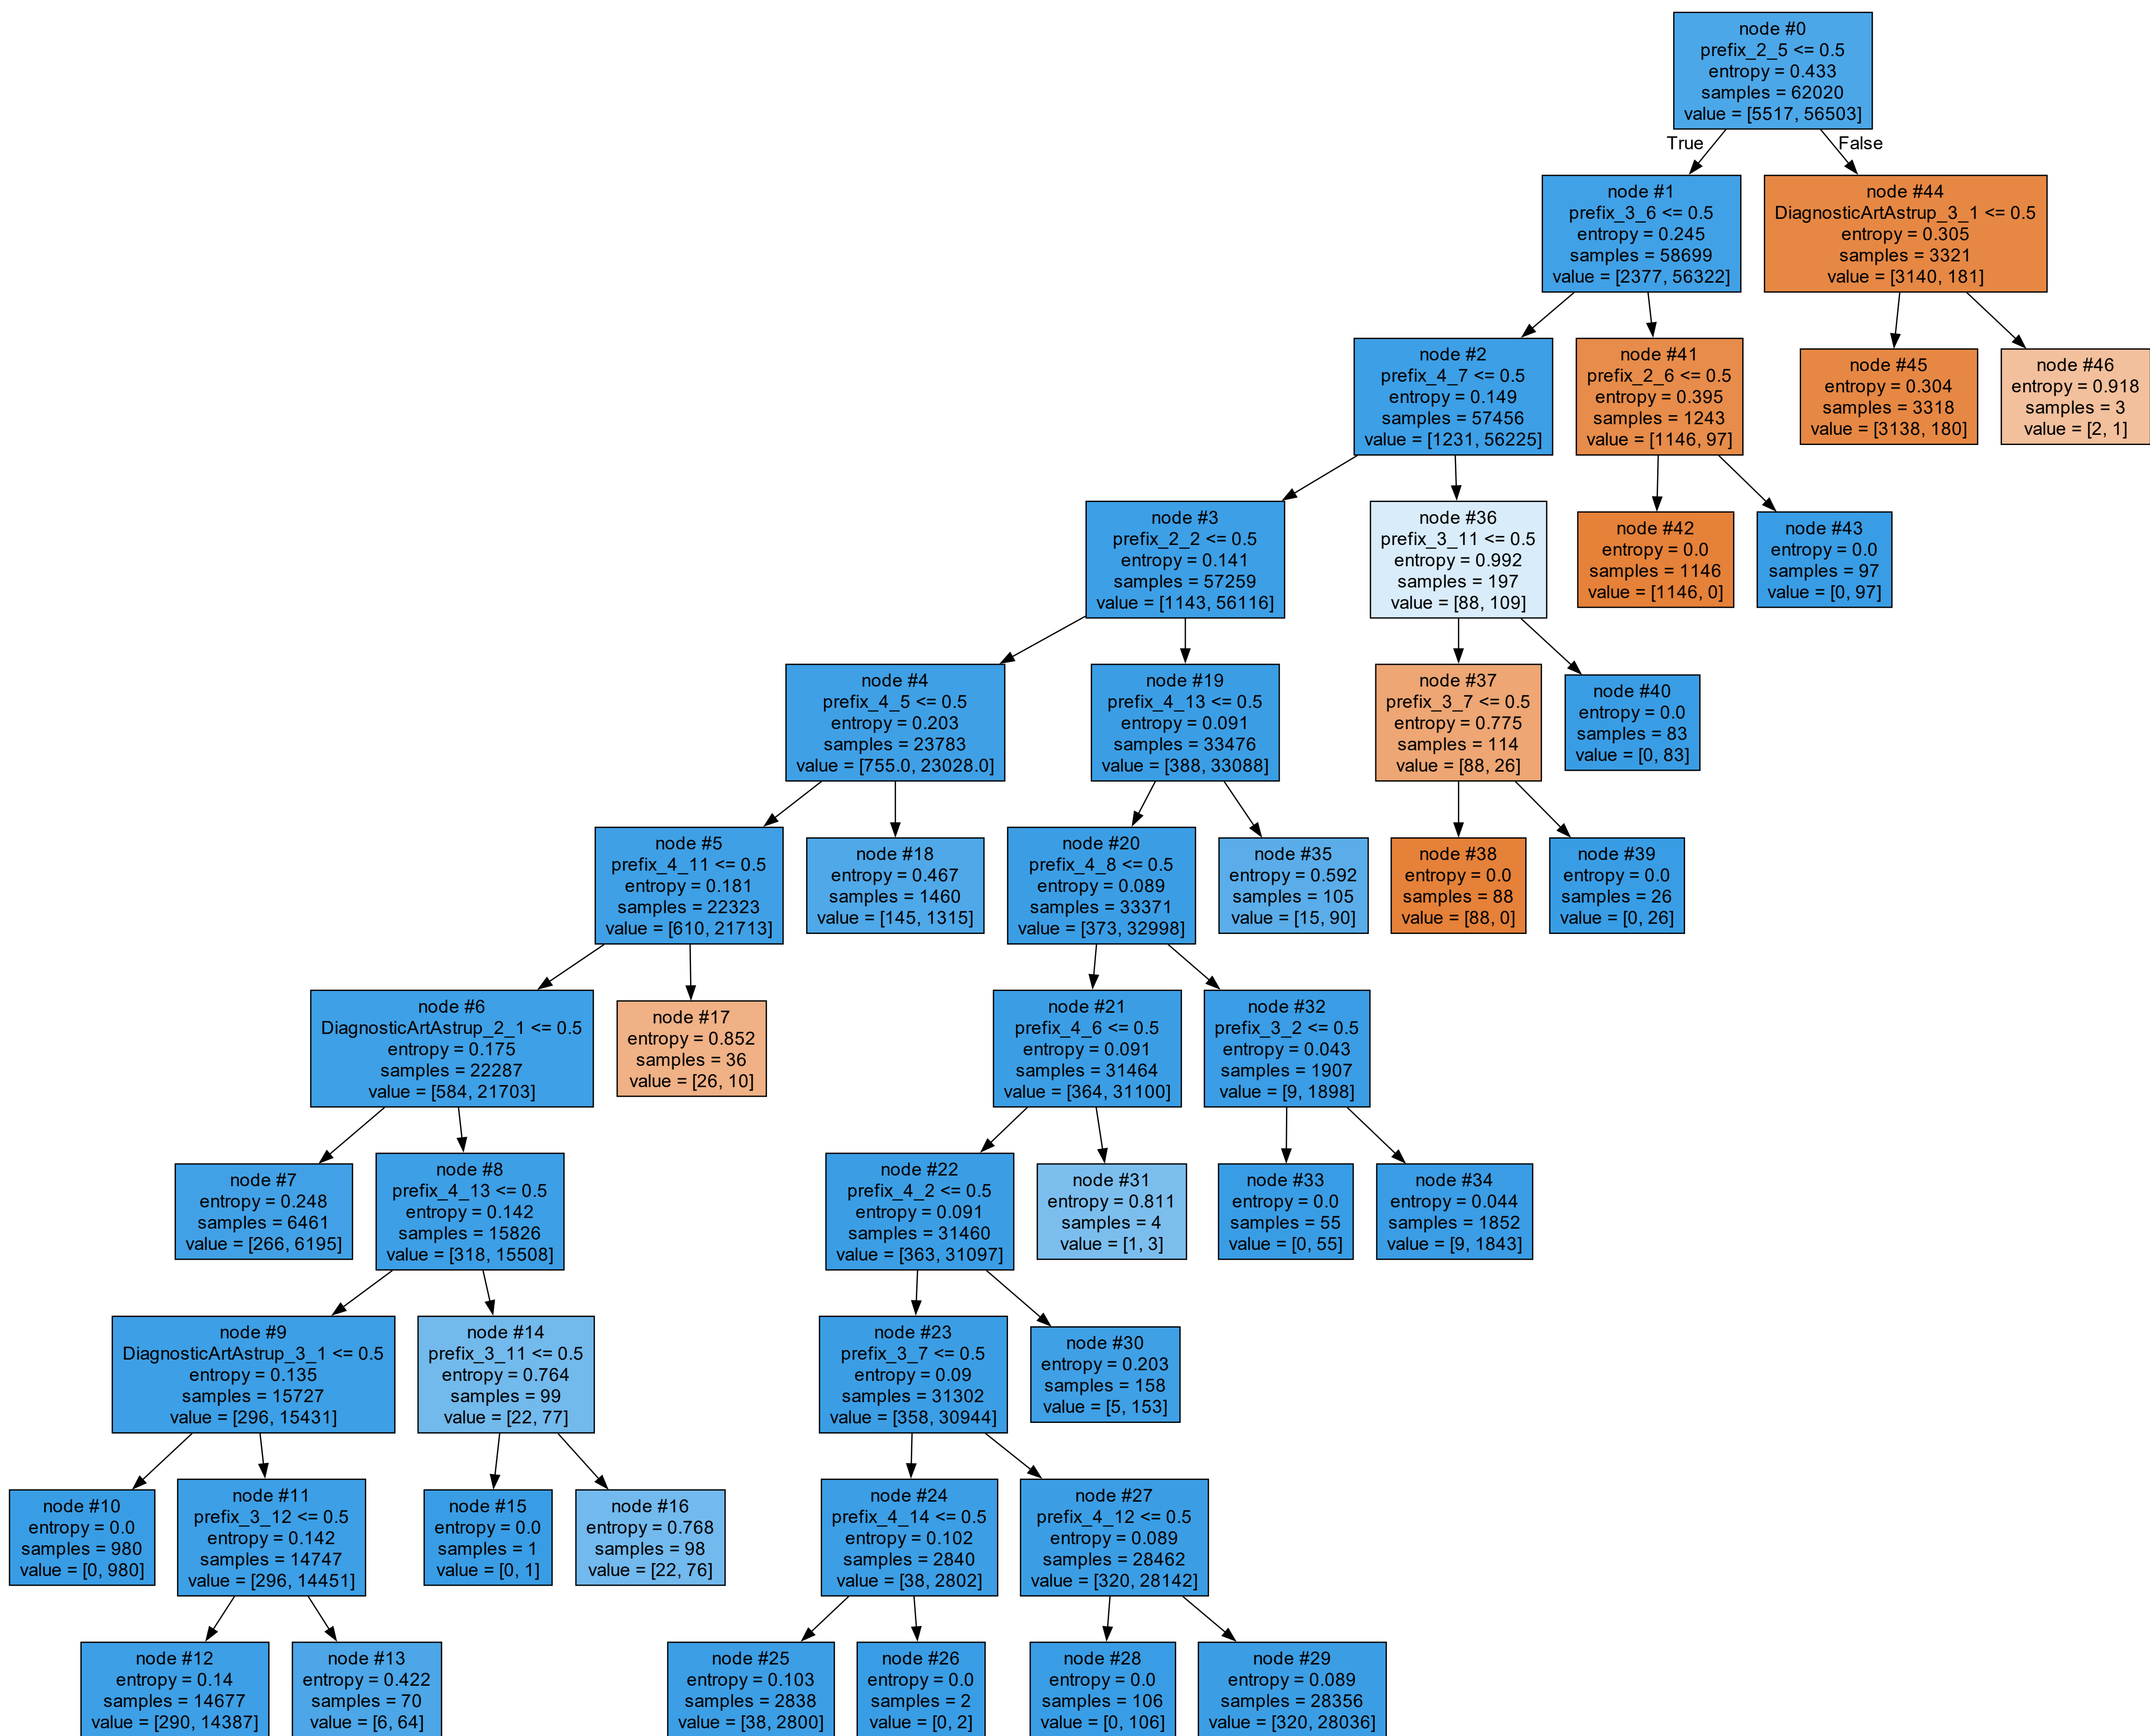 node #0
prefix_2_5 <= 0.5
entropy = 0.433
samples = 62020
value = [5517, 56503]
True
False
node #1
prefix_3_6 <= 0.5
entropy = 0.245
samples = 58699
value = [2377, 56322]
node #44
DiagnosticArtAstrup_3_1 <= 0.5
entropy = 0.305
samples = 3321
value = [3140, 181]
node #2
prefix_4_7 <= 0.5
entropy = 0.149
samples = 57456
value = [1231, 56225]
node #41
prefix_2_6 <= 0.5
entropy = 0.395
samples = 1243
value = [1146, 97]
node #45
entropy = 0.304
samples = 3318
value = [3138, 180]
node #46
entropy = 0.918
samples = 3
value = [2, 1]
node #3
prefix_2_2 <= 0.5
entropy = 0.141
samples = 57259
value = [1143, 56116]
node #36
prefix_3_11 <= 0.5
entropy = 0.992
samples = 197
value = [88, 109]
node #42
entropy = 0.0
samples = 1146
value = [1146, 0]
node #43
entropy = 0.0
samples = 97
value = [0, 97]
node #4
prefix_4_5 <= 0.5
entropy = 0.203
samples = 23783
value = [755.0, 23028.0]
node #19
prefix_4_13 <= 0.5
entropy = 0.091
samples = 33476
value = [388, 33088]
node #37
prefix_3_7 <= 0.5
entropy = 0.775
samples = 114
value = [88, 26]
node #40
entropy = 0.0
samples = 83
value = [0, 83]
node #5
prefix_4_11 <= 0.5
entropy = 0.181
samples = 22323
value = [610, 21713]
node #18
entropy = 0.467
samples = 1460
value = [145, 1315]
node #20
prefix_4_8 <= 0.5
entropy = 0.089
samples = 33371
value = [373, 32998]
node #35
entropy = 0.592
samples = 105
value = [15, 90]
node #38
entropy = 0.0
samples = 88
value = [88, 0]
node #39
entropy = 0.0
samples = 26
value = [0, 26]
node #6
DiagnosticArtAstrup_2_1 <= 0.5
entropy = 0.175
samples = 22287
value = [584, 21703]
node #17
entropy = 0.852
samples = 36
value = [26, 10]
node #21
prefix_4_6 <= 0.5
entropy = 0.091
samples = 31464
value = [364, 31100]
node #32
prefix_3_2 <= 0.5
entropy = 0.043
samples = 1907
value = [9, 1898]
node #7
entropy = 0.248
samples = 6461
value = [266, 6195]
node #8
prefix_4_13 <= 0.5
entropy = 0.142
samples = 15826
value = [318, 15508]
node #22
prefix_4_2 <= 0.5
entropy = 0.091
samples = 31460
value = [363, 31097]
node #31
entropy = 0.811
samples = 4
value = [1, 3]
node #33
entropy = 0.0
samples = 55
value = [0, 55]
node #34
entropy = 0.044
samples = 1852
value = [9, 1843]
node #9
DiagnosticArtAstrup_3_1 <= 0.5
entropy = 0.135
samples = 15727
value = [296, 15431]
node #14
prefix_3_11 <= 0.5
entropy = 0.764
samples = 99
value = [22, 77]
node #23
prefix_3_7 <= 0.5
entropy = 0.09
samples = 31302
value = [358, 30944]
node #30
entropy = 0.203
samples = 158
value = [5, 153]
node #10
entropy = 0.0
samples = 980
value = [0, 980]
node #11
prefix_3_12 <= 0.5
entropy = 0.142
samples = 14747
value = [296, 14451]
node #15
entropy = 0.0
samples = 1
value = [0, 1]
node #16
entropy = 0.768
samples = 98
value = [22, 76]
node #24
prefix_4_14 <= 0.5
entropy = 0.102
samples = 2840
value = [38, 2802]
node #27
prefix_4_12 <= 0.5
entropy = 0.089
samples = 28462
value = [320, 28142]
node #12
entropy = 0.14
samples = 14677
value = [290, 14387]
node #13
entropy = 0.422
samples = 70
value = [6, 64]
node #25
entropy = 0.103
samples = 2838
value = [38, 2800]
node #26
entropy = 0.0
samples = 2
value = [0, 2]
node #28
entropy = 0.0
samples = 106
value = [0, 106]
node #29
entropy = 0.089
samples = 28356
value = [320, 28036]